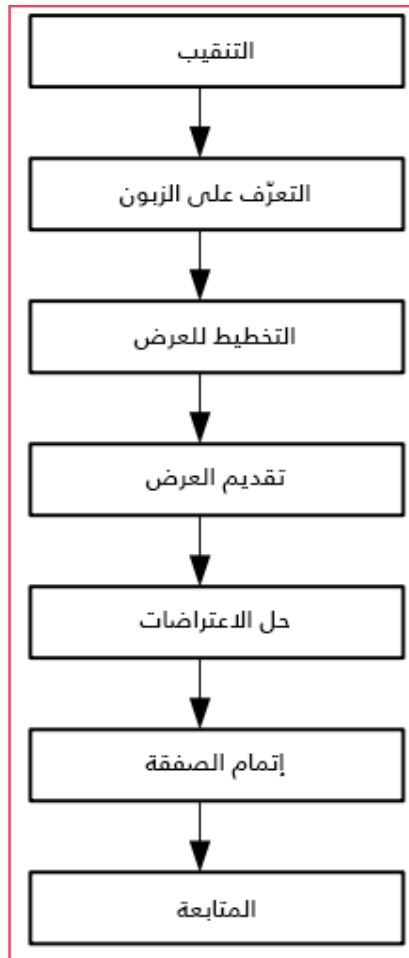 التنقيب
التعرّف على الزبون
التخطيط للعرض
تقديم العرض
حل الاعتراضات
إتمام الصفقة
المتابعة